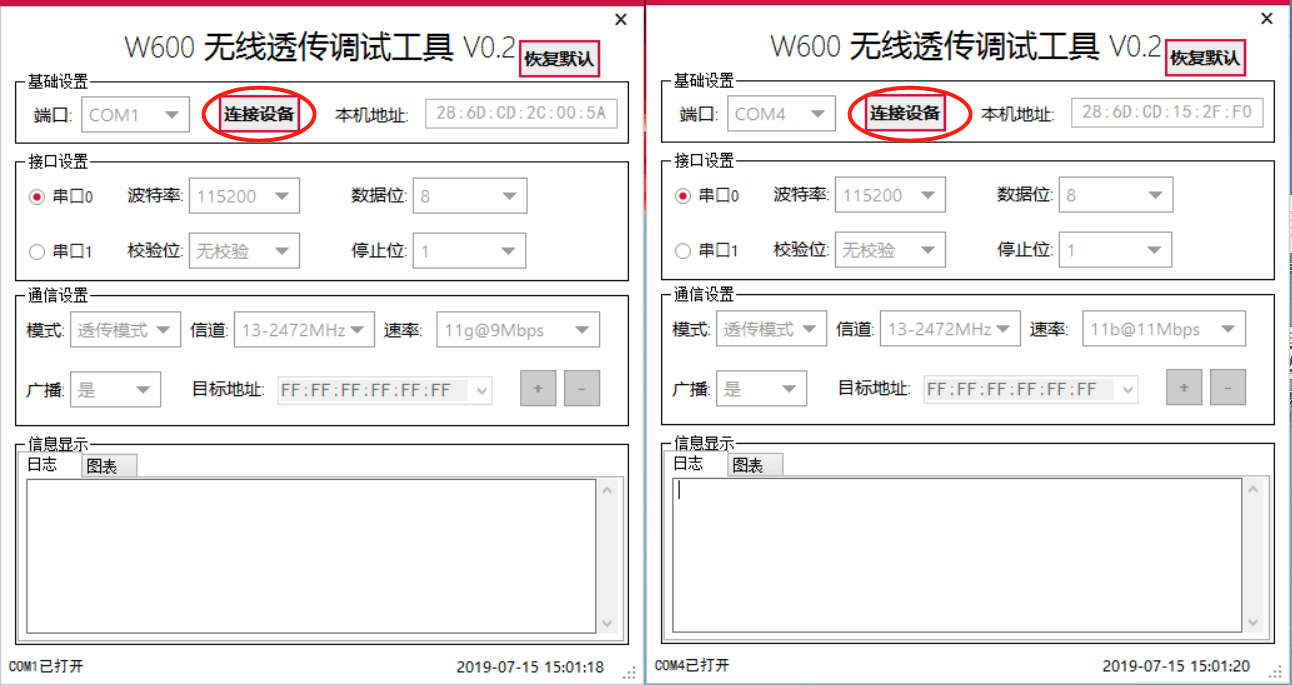 W600 无线透传调试工具 V0.2
恢复默认
基础设置
端口: COM1 连接设备 本机地址: 28:6D:CD:2C:00:5A
接口设置
串口0 波特率: 115200 数据位: 8
串口1 校验位: 无校验 停止位: 1
通信设置
模式: 透传模式 信道: 13-2472MHz 速率: 11g@9Mbps
广播: 是 目标地址: FF:FF:FF:FF:FF:FF + -
信息显示
日志 图表
COM1已打开 2019-07-15 15:01:18
W600 无线透传调试工具 V0.2
恢复默认
基础设置
端口: COM4 连接设备 本机地址: 28:6D:CD:15:2F:F0
接口设置
串口0 波特率: 115200 数据位: 8
串口1 校验位: 无校验 停止位: 1
通信设置
模式: 透传模式 信道: 13-2472MHz 速率: 11b@11Mbps
广播: 是 目标地址: FF:FF:FF:FF:FF:FF + -
信息显示
日志 图表
COM4已打开 2019-07-15 15:01:20